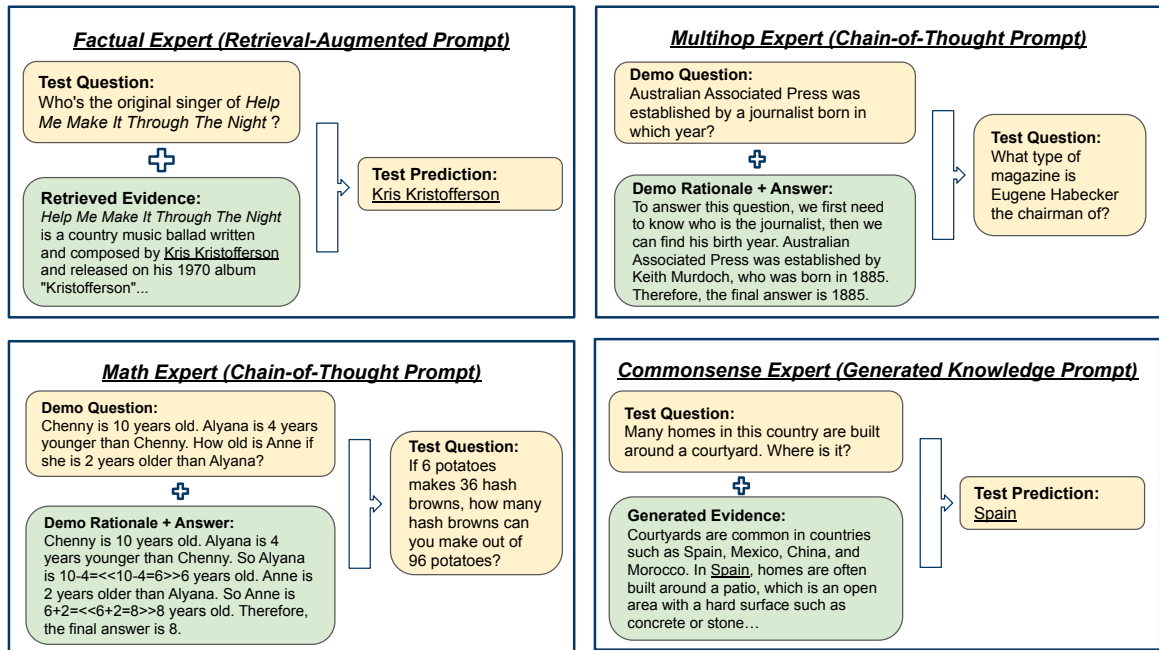 Factual Expert (Retrieval-Augmented Prompt)
Test Question:
Who's the original singer of Help
Me Make It Through The Night ?
Retrieved Evidence:
Help Me Make It Through The Night
is a country music ballad written
and composed by Kris Kristofferson
and released on his 1970 album
"Kristofferson"...
Test Prediction:
Kris Kristofferson
Multihop Expert (Chain-of-Thought Prompt)
Demo Question:
Australian Associated Press was
established by a journalist born in
which year?
Demo Rationale + Answer:
To answer this question, we first need
to know who is the journalist, then we
can find his birth year. Australian
Associated Press was established by
Keith Murdoch, who was born in 1885.
Therefore, the final answer is 1885.
Test Question:
What type of
magazine is
Eugene Habecker
the chairman of?
Math Expert (Chain-of-Thought Prompt)
Demo Question:
Chenny is 10 years old. Alyana is 4 years
younger than Chenny. How old is Anne if
she is 2 years older than Alyana?
Demo Rationale + Answer:
Chenny is 10 years old. Alyana is 4
years younger than Chenny. So Alyana
is 10-4=<<10-4=6>>6 years old. Anne is
2 years older than Alyana. So Anne is
6+2=<<6+2=8>>8 years old. Therefore,
the final answer is 8.
Test Question:
If 6 potatoes
makes 36 hash
browns, how many
hash browns can
you make out of
96 potatoes?
Commonsense Expert (Generated Knowledge Prompt)
Test Question:
Many homes in this country are built
around a courtyard. Where is it?
Generated Evidence:
Courtyards are common in countries
such as Spain, Mexico, China, and
Morocco. In Spain, homes are often
built around a patio, which is an open
area with a hard surface such as
concrete or stone…
Test Prediction:
Spain